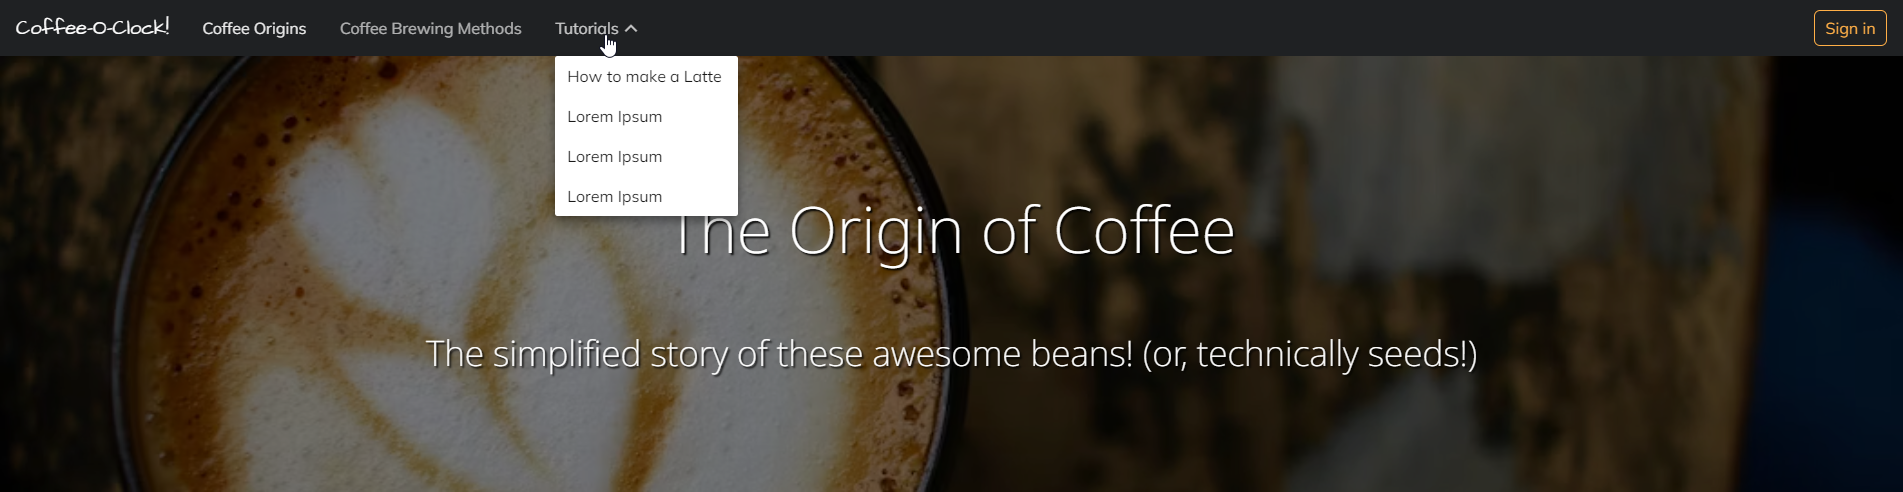 Coffee-O-Clock!
Coffee Origins
Coffee Brewing Methods
Tutorials
Sign in
How to make a Latte
Lorem Ipsum
Lorem Ipsum
Lorem Ipsum
The Origin of Coffee
The simplified story of these awesome beans! (or, technically seeds!)